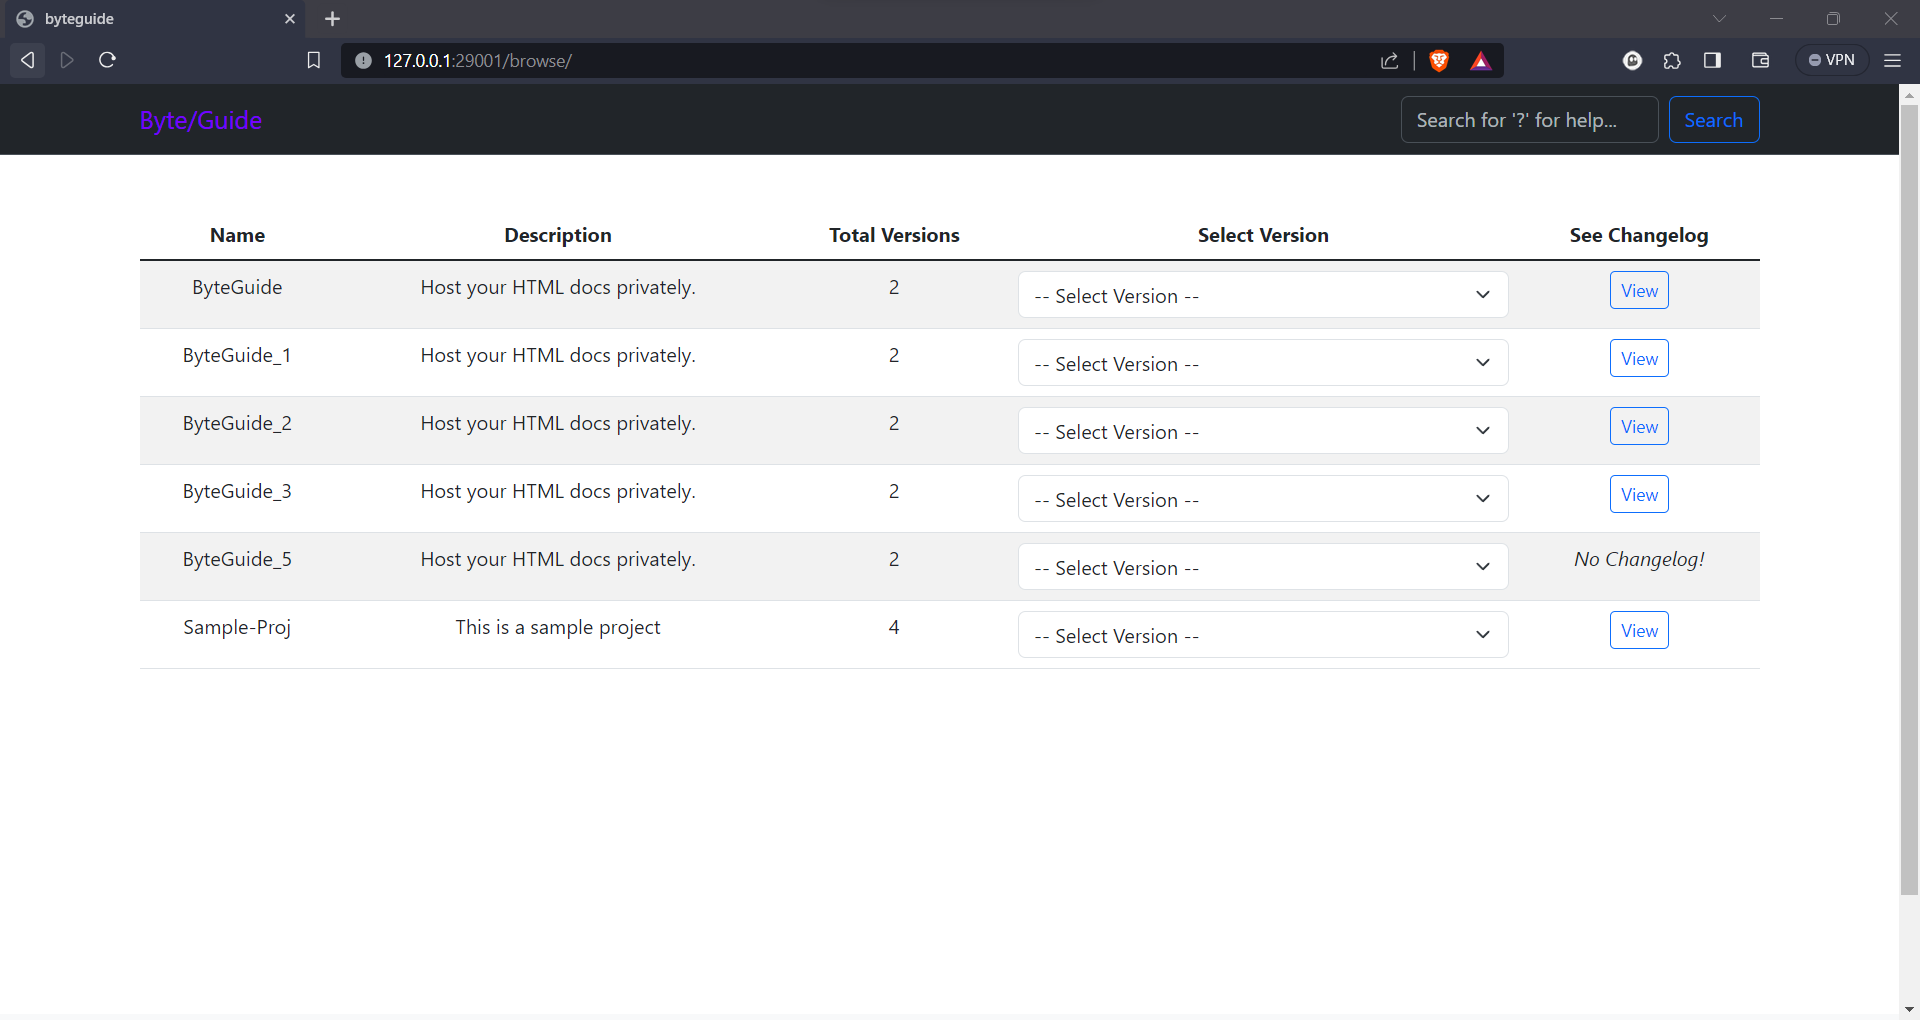 byteguide
127.0.0.1:29001/browse/
VPN
Byte/Guide
Search for '?' for help...
Search
Name Description Total Versions Select Version See Changelog
ByteGuide Host your HTML docs privately. 2 -- Select Version -- View
ByteGuide_1 Host your HTML docs privately. 2 -- Select Version -- View
ByteGuide_2 Host your HTML docs privately. 2 -- Select Version -- View
ByteGuide_3 Host your HTML docs privately. 2 -- Select Version -- View
ByteGuide_5 Host your HTML docs privately. 2 -- Select Version -- No Changelog!
Sample-Proj This is a sample project 4 -- Select Version -- View